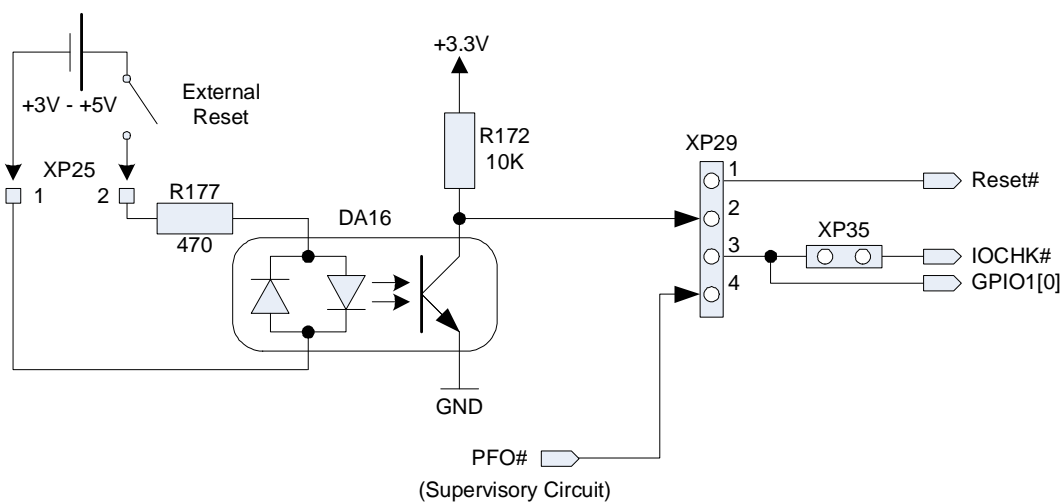 +3V - +5V
External
Reset
XP25
1
2
R177
470
DA16
+3.3V
R172
10K
GND
XP29
1
2
3
4
XP35
Reset#
IOCHK#
GPIO1[0]
PFO#
(Supervisory Circuit)